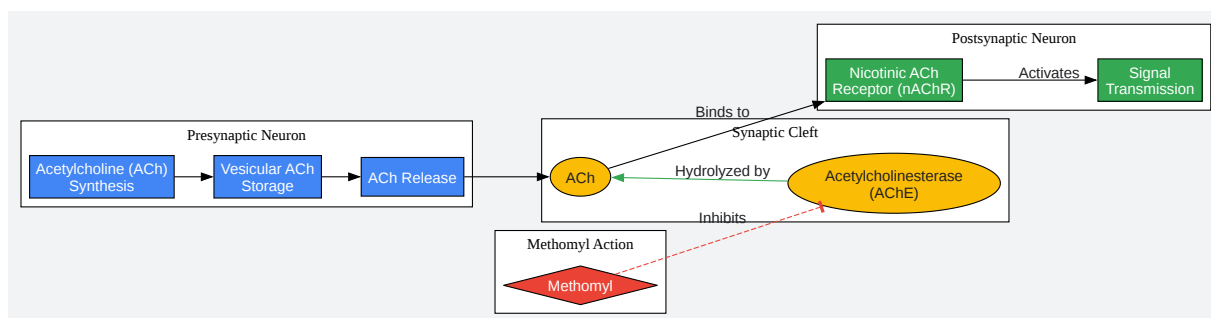 Presynaptic Neuron
Acetylcholine (ACh)
Synthesis
Vesicular ACh
Storage
ACh Release
Synaptic Cleft
ACh
Hydrolyzed by
Acetylcholinesterase
(AChE)
Binds to
Postsynaptic Neuron
Nicotinic ACh
Receptor (nAChR)
Activates
Signal
Transmission
Inhibits
Methomyl Action
Methomyl